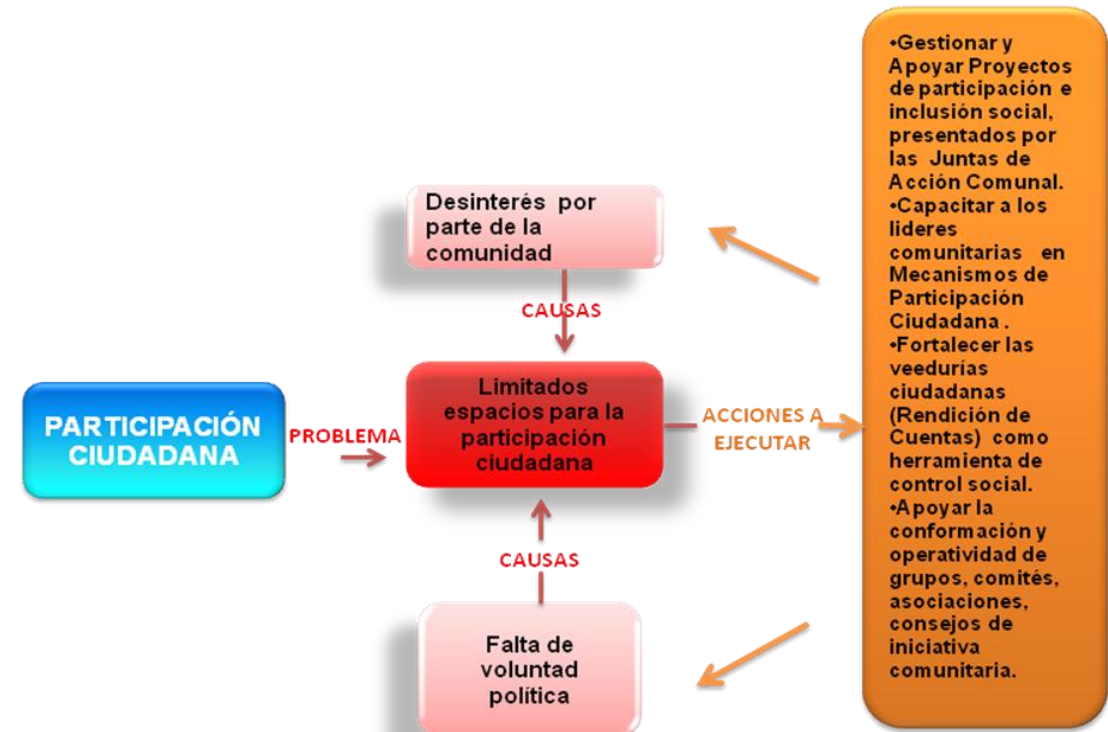 PARTICIPACIÓN
CIUDADANA
PROBLEMA
Desinterés por
parte de la
comunidad
CAUSAS
Limitados
espacios para la
participación
ciudadana
CAUSAS
Falta de
voluntad
política
ACCIONES A
EJECUTAR
•Gestionar y
Apoyar Proyectos
de participación e
inclusión social,
presentados por
las Juntas de
Acción Comunal.
•Capacitar a los
lideres
comunitarias en
Mecanismos de
Participación
Ciudadana .
•Fortalecer las
veedurías
ciudadanas
(Rendición de
Cuentas) como
herramienta de
control social.
•Apoyar la
conformación y
operatividad de
grupos, comités,
asociaciones,
consejos de
iniciativa
comunitaria.